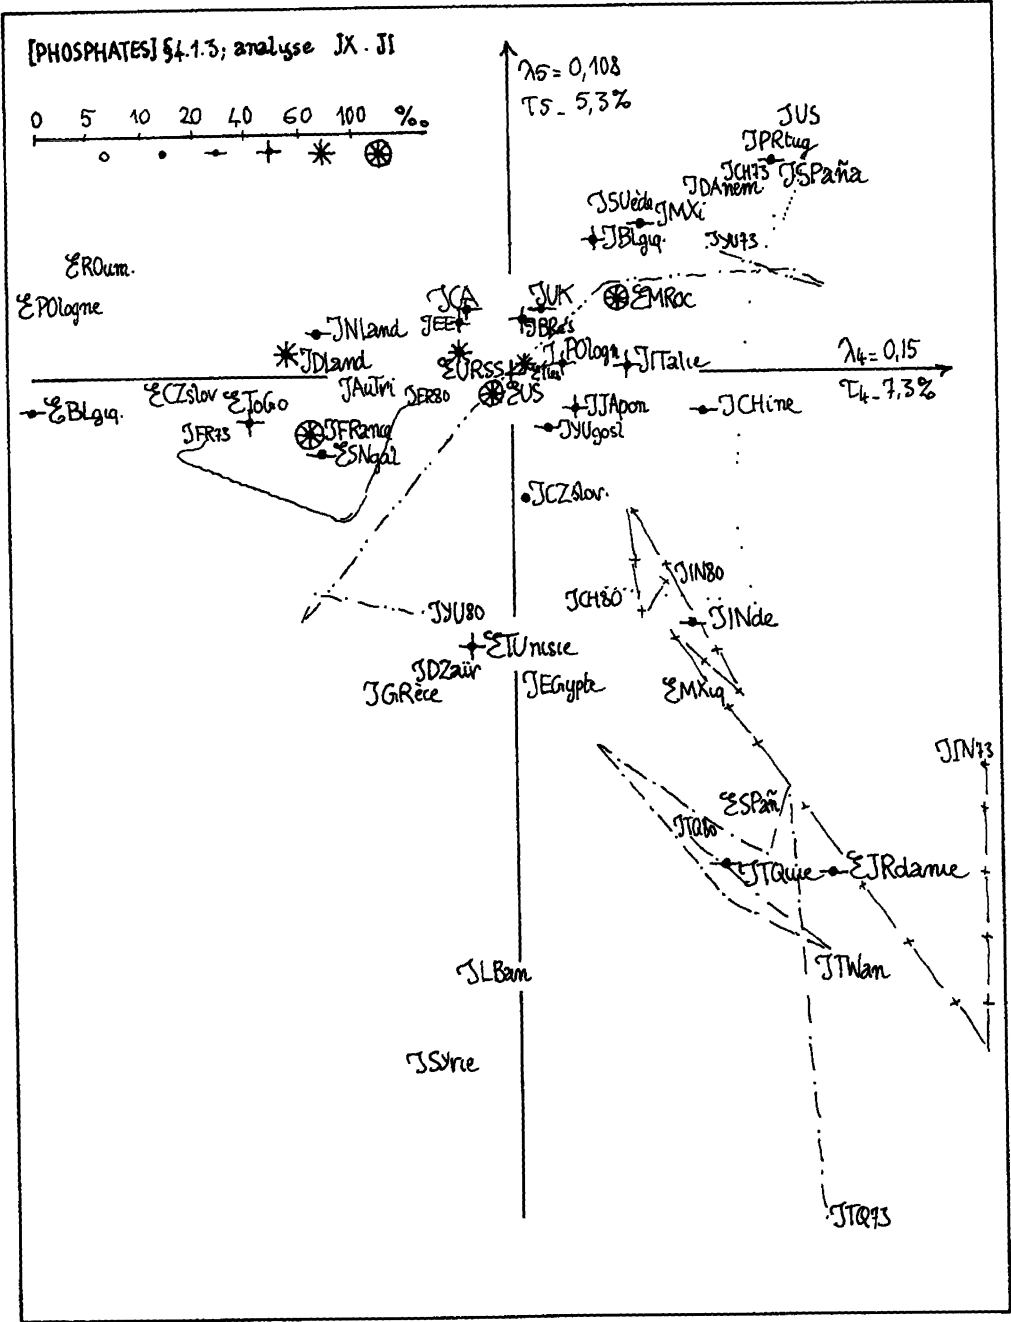 [PHOSPHATES] §4.1.3; analyse JX . JI
0 5 10 20 40 60 100 ‰
λ5 = 0,108
τ5 - 5,3%
JUS
JPRtug
JCH73 JSPaña
JDAnem.
JSUède
JMXi
JBlgiq.
JYU73
EROum.
EPOlogne
JCA
JUK
EMROC
JEE
JBRés
JNland
JDland
EURSS
JPOlogn
JITalie
λ4 = 0,15
τ4 - 7,3%
ECZslov
EToGo
JAuTri
JFR80
EUS
EBLgiq.
JJApon
JCHine
JFR73
JFRance
JYUgosl
ESNgal
JCZslov.
JIN80
JCH80
JYU80
JINde
ETUnisie
JDZaïr
JGRèce
JEGypte
EMXiq
JIN73
ESPañ
JTQ80
JTQuie
EJRdanie
JTWan
JLBan
JSyrie
JTQ73